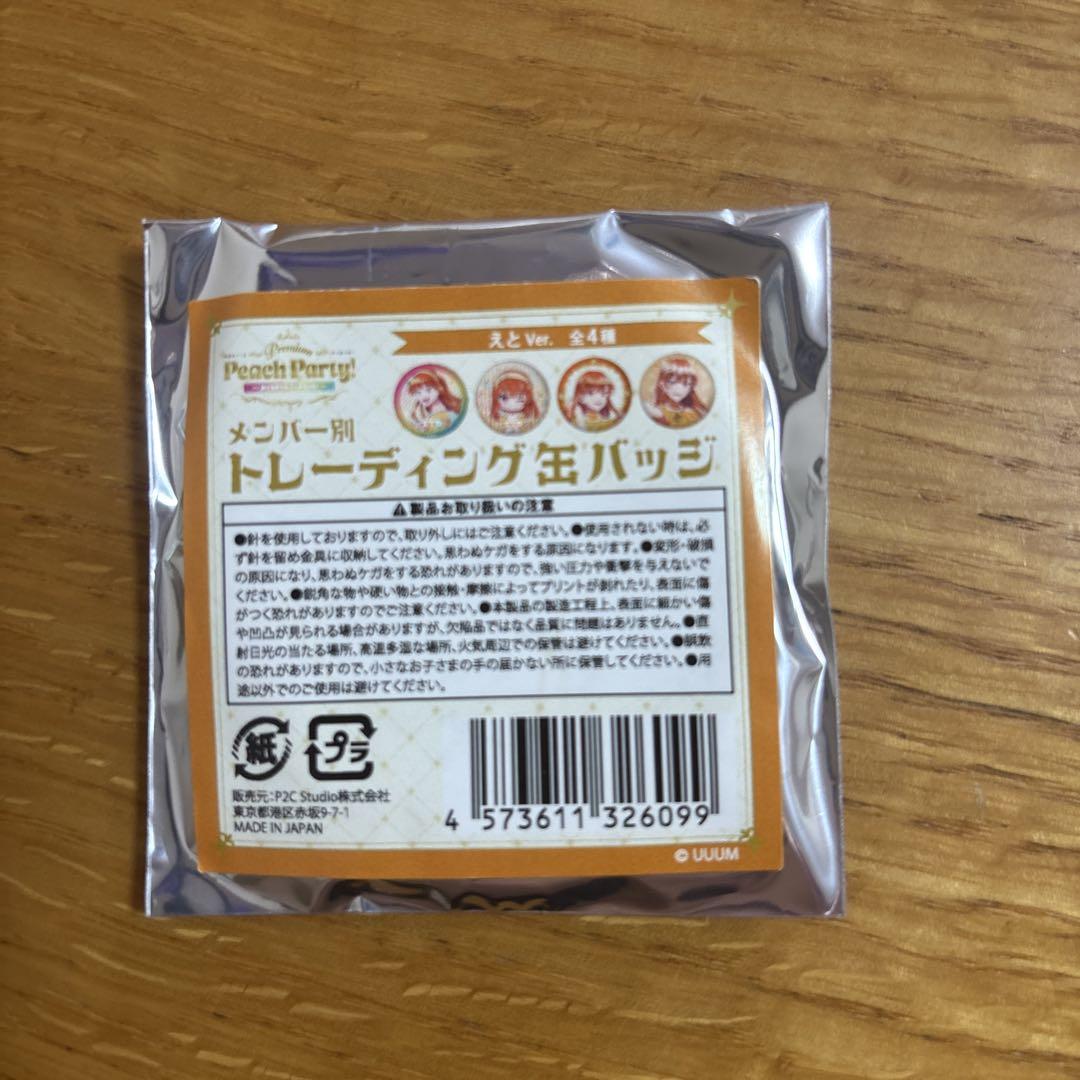 えとVer. 全4種
Premium
Peach Party!
メンバー別
トレーディング缶バッジ
⚠製品お取り扱いの注意
●針を使用しておりますので、取り外しにはご注意ください。●使用されない時は、必
ず針を留め金具に収納してください。思わぬケガをする原因になります。●変形・破損
の原因になり、思わぬケガをする恐れがありますので、強い圧力や衝撃を与えないで
ください。●鋭角な物や硬い物との接触・摩擦によってプリントが剥れたり、表面に傷
がつく恐れがありますのでご注意ください。●本製品の製造工程上、表面に細かい傷
や凹凸が見られる場合がありますが、欠陥品ではなく品質に問題はありません。●直
射日光の当たる場所、高温多湿な場所、火気周辺での保管は避けてください。●誤飲
の恐れがありますので、小さなお子さまの手の届かない所に保管してください。●用
途以外でのご使用は避けてください。
紙
プラ
販売元:P2C Studio株式会社
東京都港区赤坂9-7-1
MADE IN JAPAN
4 573611 326099
© UUUM